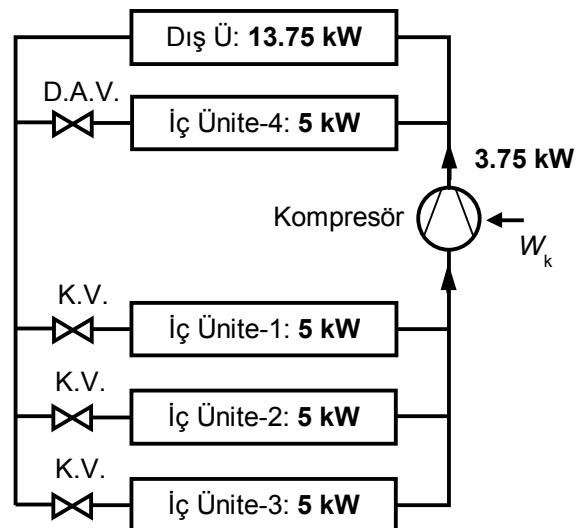 Dış Ü: 13.75 kW
D.A.V.
İç Ünite-4: 5 kW
3.75 kW
Kompresör
Wk
K.V.
İç Ünite-1: 5 kW
K.V.
İç Ünite-2: 5 kW
K.V.
İç Ünite-3: 5 kW